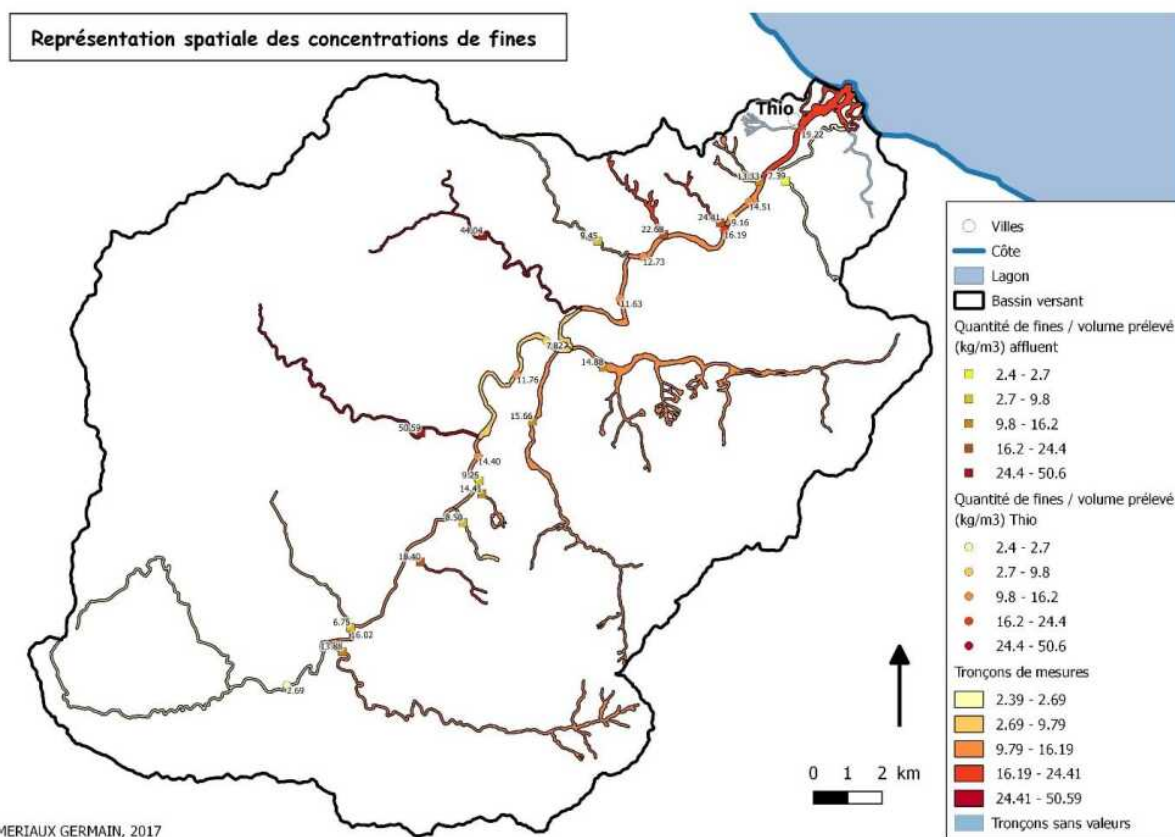 Représentation spatiale des concentrations de fines
Thio
19.22
13.33
7.39
14.51
24.41
9.16
16.19
22.68
9.45
12.73
44.04
11.63
7.827
14.88
11.76
15.66
50.59
14.40
9.25
14.41
8.50
18.40
6.75
16.02
13.88
2.69
Villes
Côte
Lagon
Bassin versant
Quantité de fines / volume prélevé
(kg/m3) affluent
2.4 - 2.7
2.7 - 9.8
9.8 - 16.2
16.2 - 24.4
24.4 - 50.6
Quantité de fines / volume prélevé
(kg/m3) Thio
2.4 - 2.7
2.7 - 9.8
9.8 - 16.2
16.2 - 24.4
24.4 - 50.6
Tronçons de mesures
2.39 - 2.69
2.69 - 9.79
9.79 - 16.19
16.19 - 24.41
24.41 - 50.59
Tronçons sans valeurs
0 1 2 km
MERIAUX GERMAIN, 2017